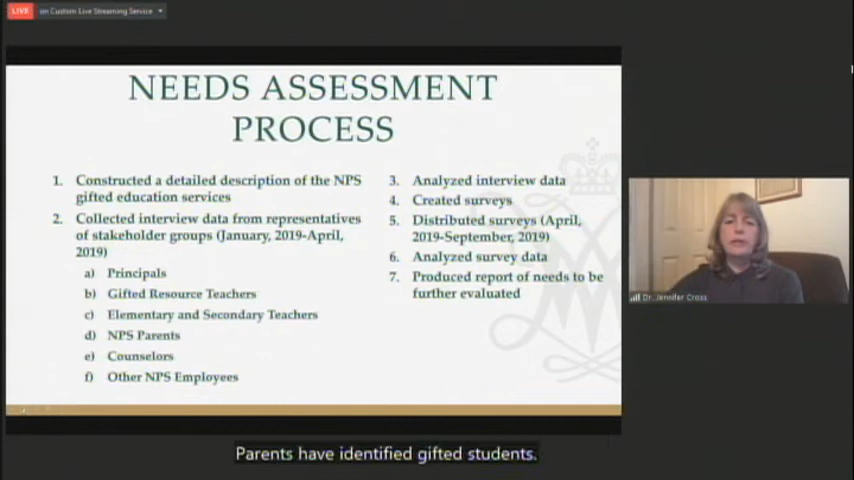 LIVE on Custom Live Streaming Service
NEEDS ASSESSMENT
PROCESS
1. Constructed a detailed description of the NPS
gifted education services
2. Collected interview data from representatives
of stakeholder groups (January, 2019-April,
2019)
a) Principals
b) Gifted Resource Teachers
c) Elementary and Secondary Teachers
d) NPS Parents
e) Counselors
f) Other NPS Employees
3. Analyzed interview data
4. Created surveys
5. Distributed surveys (April,
2019-September, 2019)
6. Analyzed survey data
7. Produced report of needs to be
further evaluated
Dr. Jennifer Cross
Parents have identified gifted students.